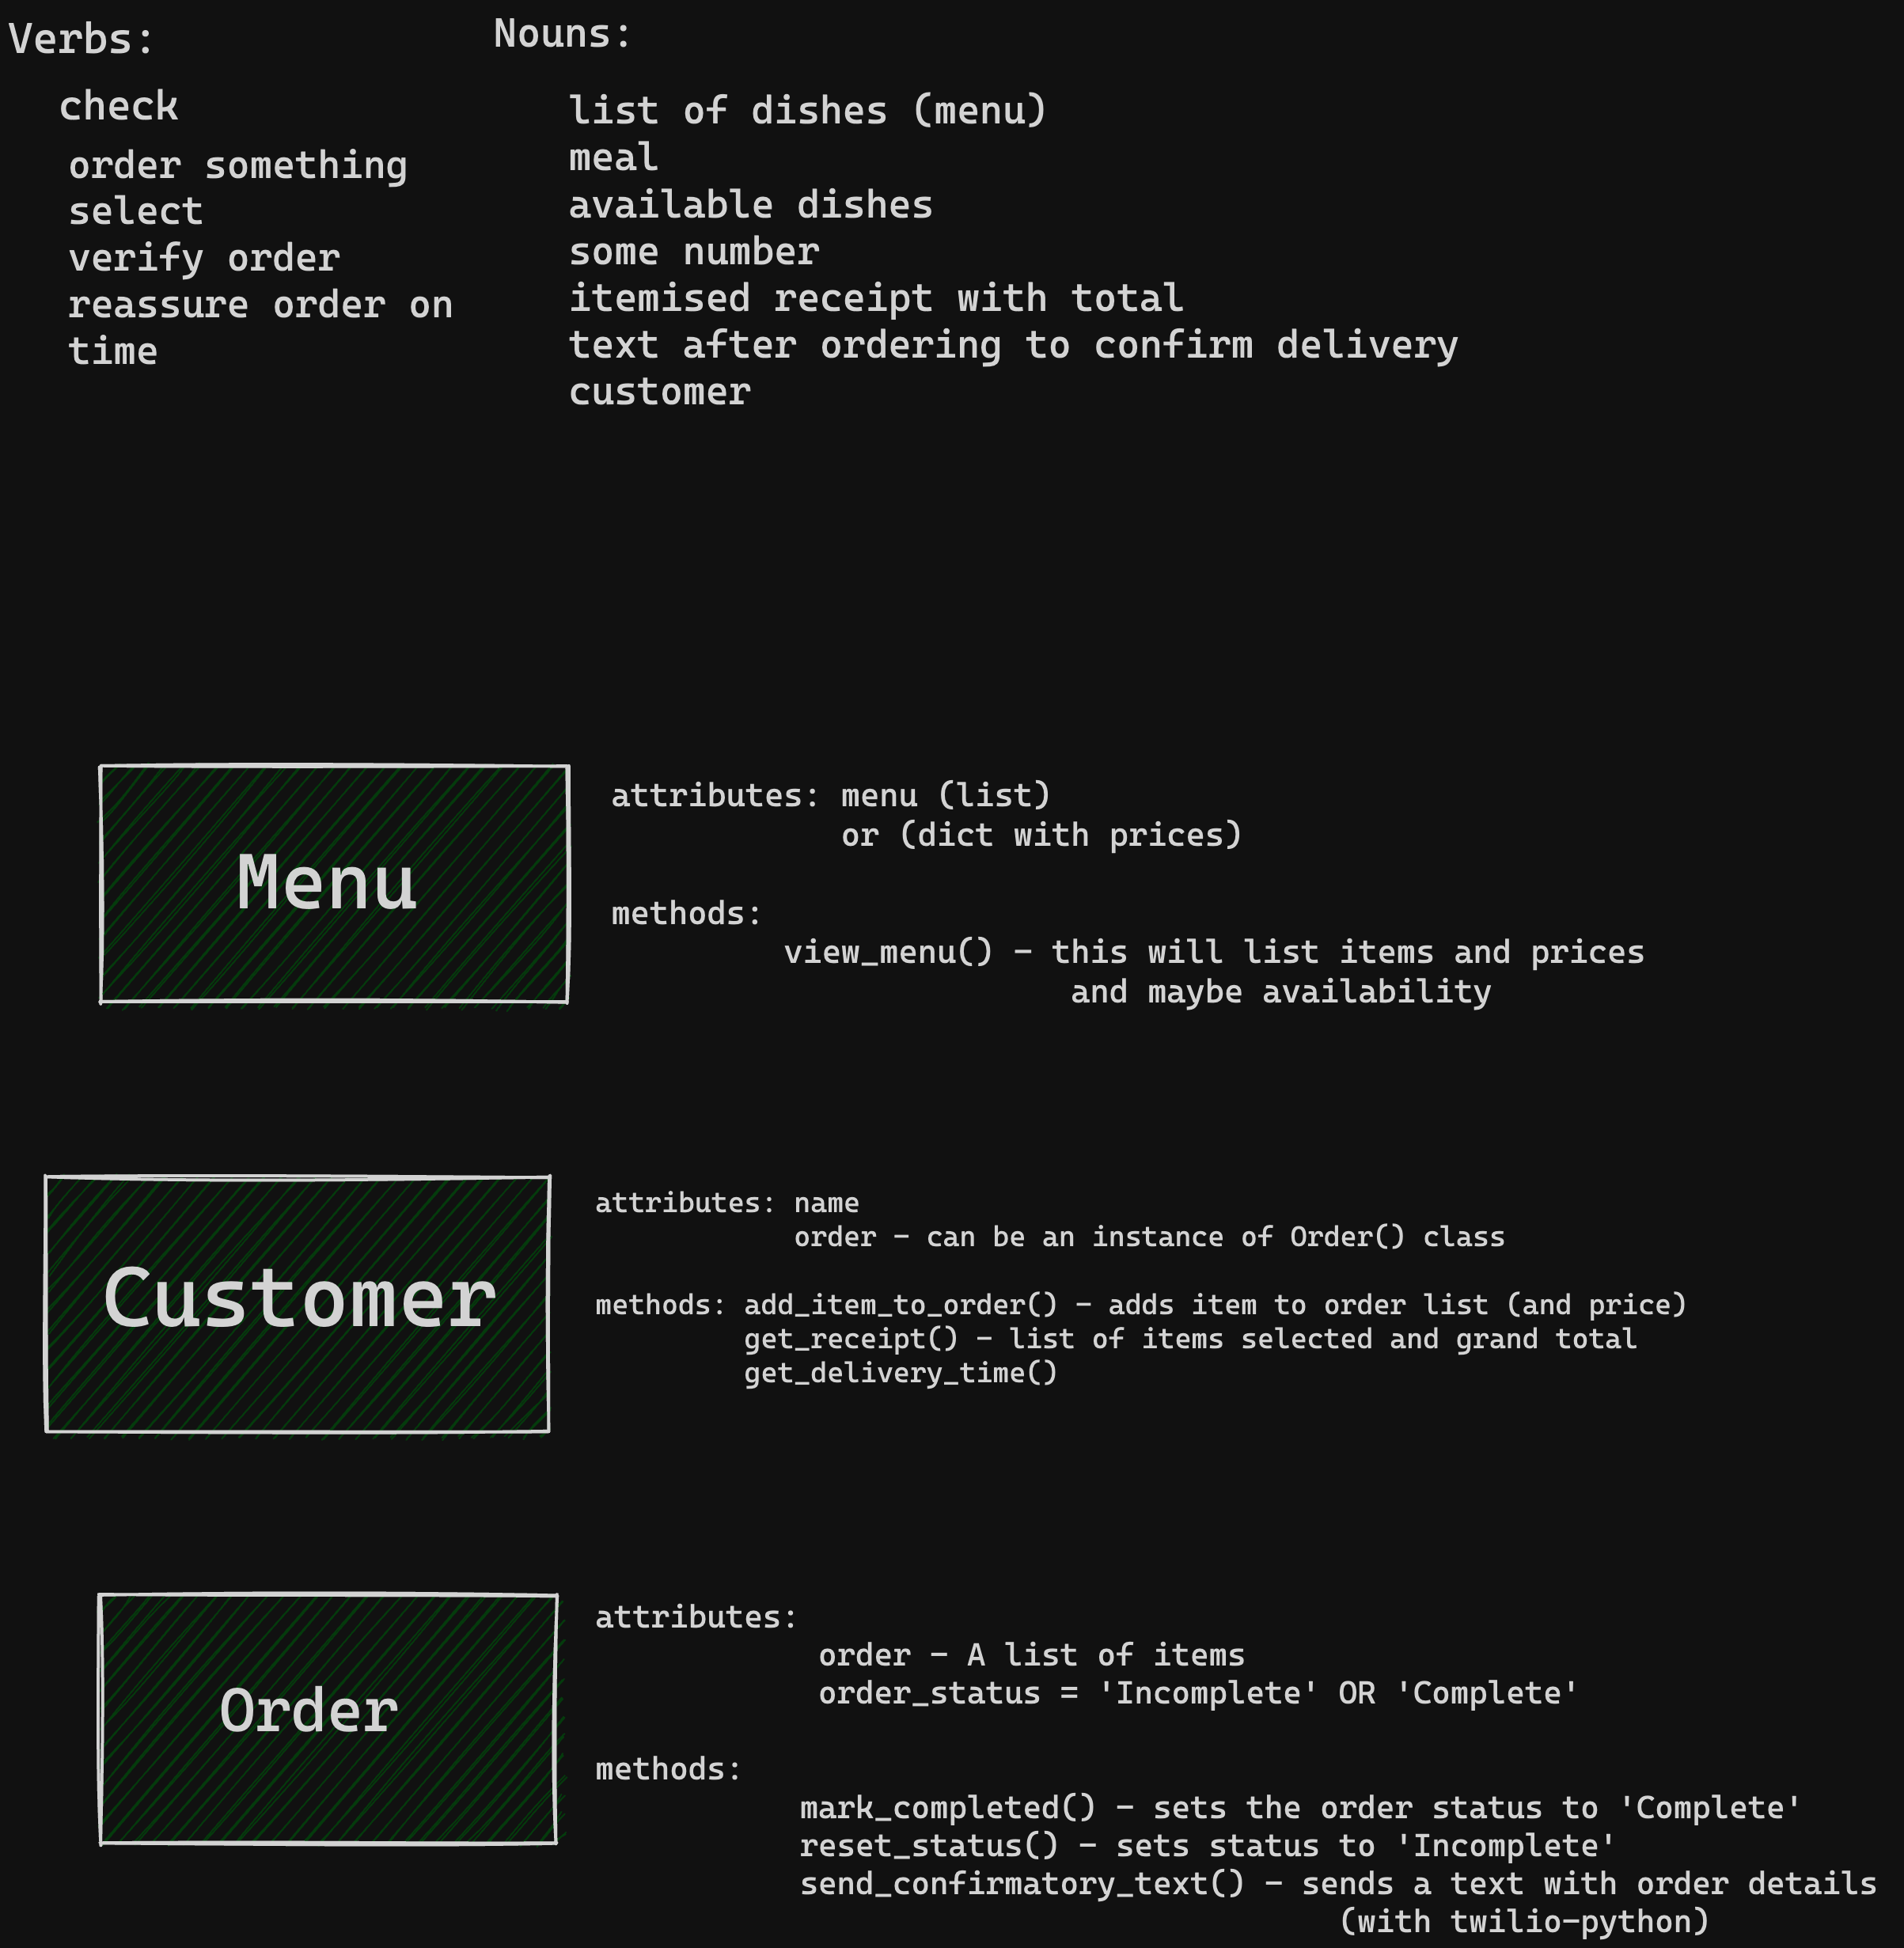 Verbs:
check
order something
select
verify order
reassure order on
time
Nouns:
list of dishes (menu)
meal
available dishes
some number
itemised receipt with total
text after ordering to confirm delivery
customer
Menu
attributes: menu (list)
or (dict with prices)
methods:
view_menu() - this will list items and prices
and maybe availability
Customer
attributes: name
order - can be an instance of Order() class
methods: add_item_to_order() - adds item to order list (and price)
get_receipt() - list of items selected and grand total
get_delivery_time()
Order
attributes:
order - A list of items
order_status = 'Incomplete' OR 'Complete'
methods:
mark_completed() - sets the order status to 'Complete'
reset_status() - sets status to 'Incomplete'
send_confirmatory_text() - sends a text with order details
(with twilio-python)